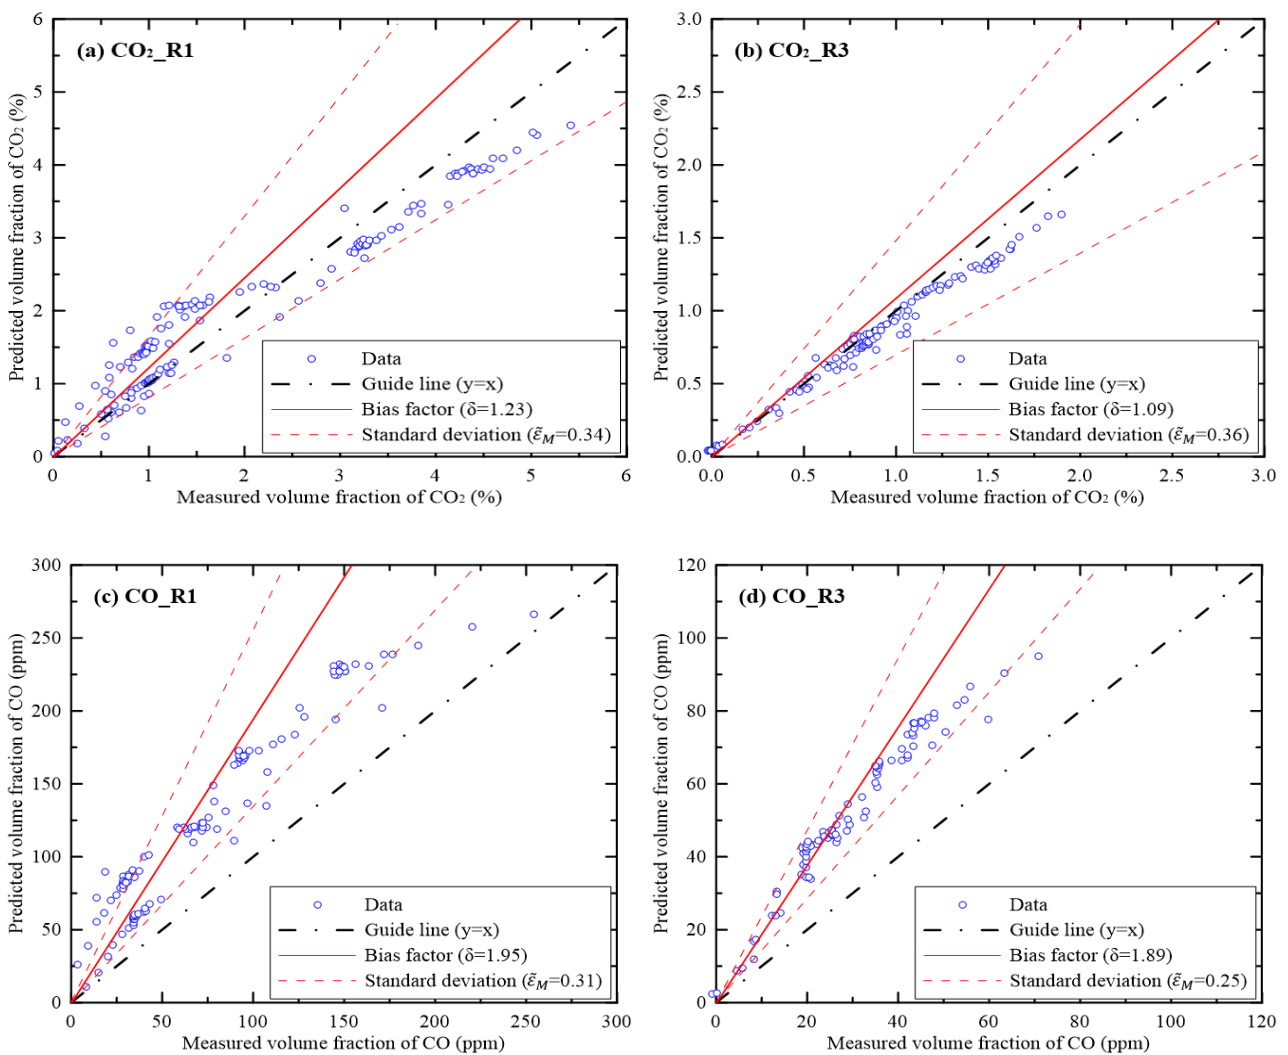 (a) CO₂_R1
Predicted volume fraction of CO₂ (%)
6
5
4
3
2
1
0
Data
Guide line (y=x)
Bias factor (δ=1.23)
Standard deviation (ε̃M=0.34)
0 1 2 3 4 5 6
Measured volume fraction of CO₂ (%)
(b) CO₂_R3
Predicted volume fraction of CO₂ (%)
3.0
2.5
2.0
1.5
1.0
0.5
0.0
Data
Guide line (y=x)
Bias factor (δ=1.09)
Standard deviation (ε̃M=0.36)
0.0 0.5 1.0 1.5 2.0 2.5 3.0
Measured volume fraction of CO₂ (%)
(c) CO_R1
Predicted volume fraction of CO (ppm)
300
250
200
150
100
50
0
Data
Guide line (y=x)
Bias factor (δ=1.95)
Standard deviation (ε̃M=0.31)
0 50 100 150 200 250 300
Measured volume fraction of CO (ppm)
(d) CO_R3
Predicted volume fraction of CO (ppm)
120
100
80
60
40
20
0
Data
Guide line (y=x)
Bias factor (δ=1.89)
Standard deviation (ε̃M=0.25)
0 20 40 60 80 100 120
Measured volume fraction of CO (ppm)